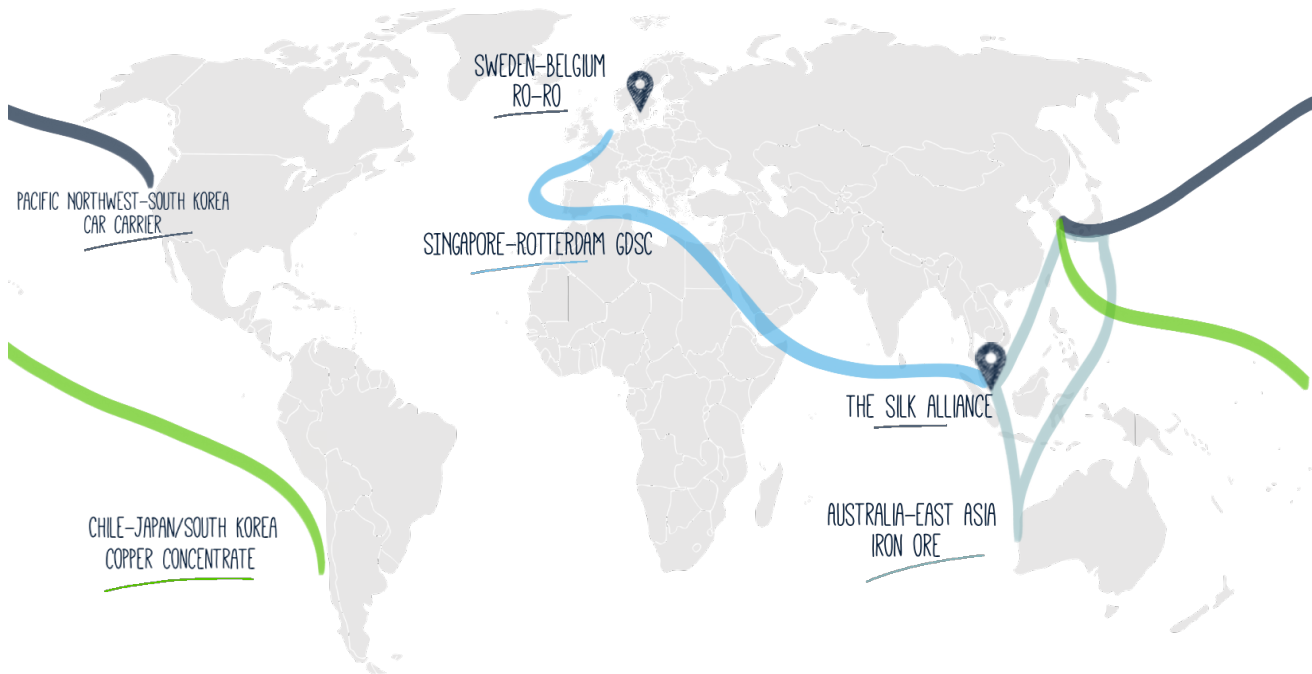 SWEDEN-BELGIUM
RO-RO
PACIFIC NORTHWEST-SOUTH KOREA
CAR CARRIER
SINGAPORE-ROTTERDAM GDSC
THE SILK ALLIANCE
CHILE-JAPAN/SOUTH KOREA
COPPER CONCENTRATE
AUSTRALIA-EAST ASIA
IRON ORE